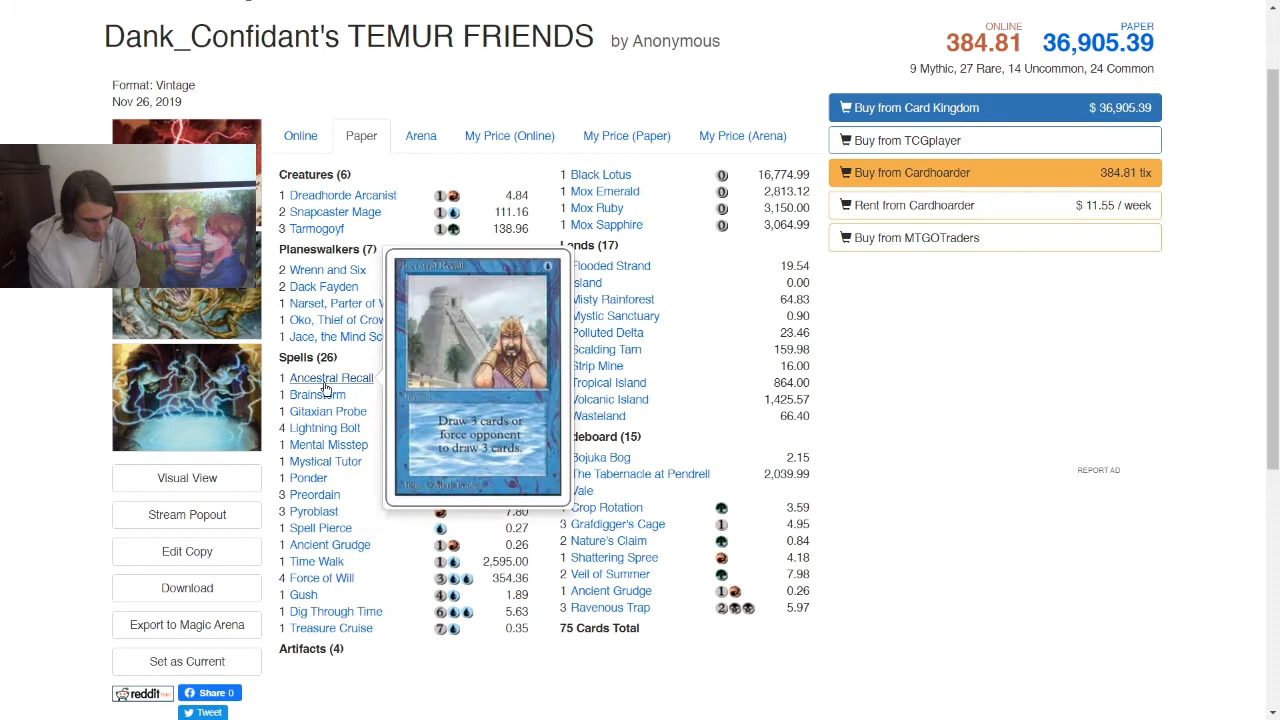 Dank_Confidant's TEMUR FRIENDS by Anonymous
ONLINE PAPER
384.81 36,905.39
9 Mythic, 27 Rare, 14 Uncommon, 24 Common
Format: Vintage
Nov 26, 2019
Online Paper Arena My Price (Online) My Price (Paper) My Price (Arena)
Creatures (6)
1 Dreadhorde Arcanist 1 4.84
2 Snapcaster Mage 1 111.16
3 Tarmogoyf 1 138.96
Planeswalkers (7)
2 Wrenn and Six
2 Dack Fayden
1 Narset, Parter of V
1 Oko, Thief of Crow
1 Jace, the Mind Sc
Spells (26)
1 Ancestral Recall
1 Brainstorm
1 Gitaxian Probe
4 Lightning Bolt
1 Mental Misstep
1 Mystical Tutor
1 Ponder
3 Preordain
3 Pyroblast 7.80
1 Spell Pierce 0.27
1 Ancient Grudge 1 0.26
1 Time Walk 1 2,595.00
4 Force of Will 3 354.36
1 Gush 4 1.89
1 Dig Through Time 6 5.63
1 Treasure Cruise 7 0.35
Artifacts (4)
Ancestral Recall
Draw 3 cards or
force opponent
to draw 3 cards.
1 Black Lotus 0 16,774.99
1 Mox Emerald 0 2,813.12
1 Mox Ruby 0 3,150.00
1 Mox Sapphire 0 3,064.99
Lands (17)
Flooded Strand 19.54
Island 0.00
Misty Rainforest 64.83
Mystic Sanctuary 0.90
Polluted Delta 23.46
Scalding Tarn 159.98
Strip Mine 16.00
Tropical Island 864.00
Volcanic Island 1,425.57
Wasteland 66.40
deboard (15)
Bojuka Bog 2.15
The Tabernacle at Pendrell 2,039.99
Vale
Crop Rotation 3.59
3 Grafdigger's Cage 1 4.95
2 Nature's Claim 0.84
1 Shattering Spree 4.18
2 Veil of Summer 7.98
1 Ancient Grudge 1 0.26
3 Ravenous Trap 2 5.97
75 Cards Total
Buy from Card Kingdom $ 36,905.39
Buy from TCGplayer
Buy from Cardhoarder 384.81 tix
Rent from Cardhoarder $ 11.55 / week
Buy from MTGOTraders
REPORT AD
Visual View
Stream Popout
Edit Copy
Download
Export to Magic Arena
Set as Current
reddit Share 0
Tweet